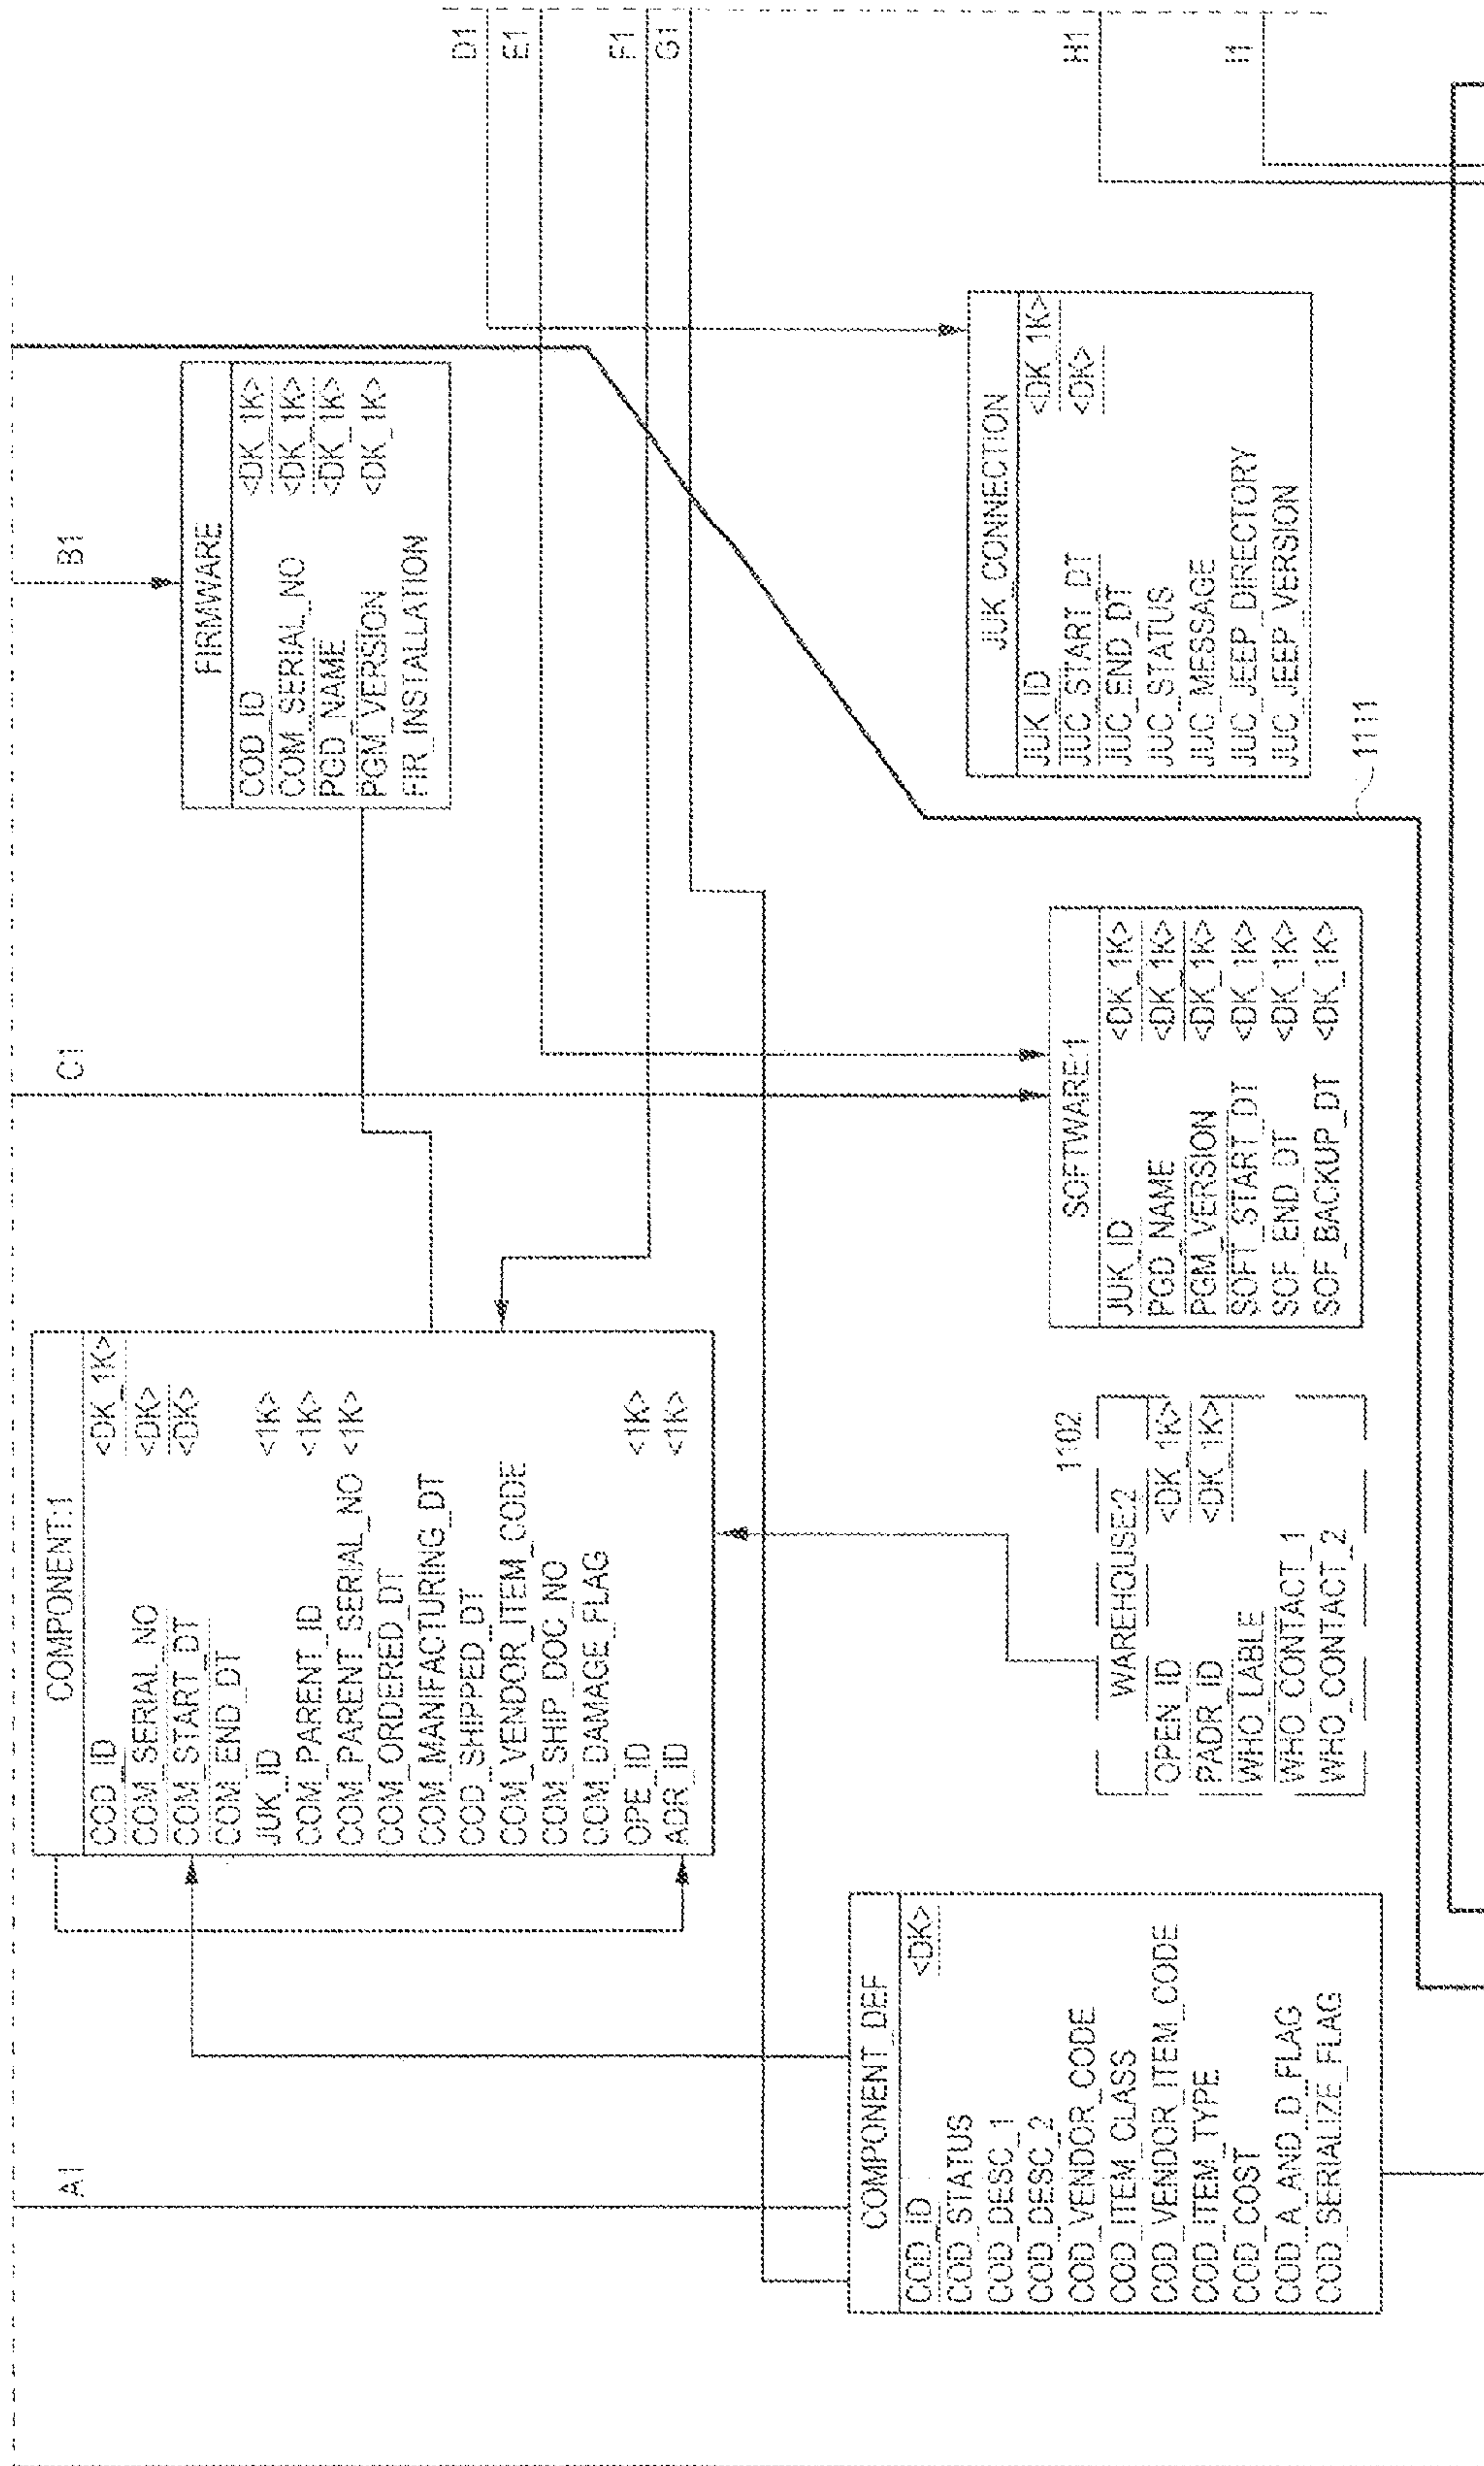 A1
C1
B1
COMPONENT:1
COD_ID <DK_1K>
COM_SERIAL_NO <DK>
COM_START_DT <DK>
COM_END_DT
JUK_ID <1K>
COM_PARENT_ID <1K>
COM_PARENT_SERIAL_NO <1K>
COM_ORDERED_DT
COM_MANIFACTURING_DT
COD_SHIPPED_DT
COM_VENDOR_ITEM_CODE
COM_SHIP_DOC_NO
COM_DAMAGE_FLAG
OPE_ID <1K>
ADR_ID <1K>
FIRMWARE
COD_ID <DK_1K>
COM_SERIAL_NO <DK_1K>
PGD_NAME <DK_1K>
PGM_VERSION <DK_1K>
FIR_INSTALLATION
D1
E1
F1
G1
H1
I1
COMPONENT_DEF
COD_ID <DK>
COD_STATUS
COD_DESC_1
COD_DESC_2
COD_VENDOR_CODE
COD_ITEM_CLASS
COD_VENDOR_ITEM_CODE
COD_ITEM_TYPE
COD_COST
COD_A_AND_D_FLAG
COD_SERIALIZE_FLAG
1102
WAREHOUSE:2
OPEN_ID <DK_1K>
PADR_ID <DK_1K>
WHO_LABLE
WHO_CONTACT_1
WHO_CONTACT_2
SOFTWARE:1
JUK_ID <DK_1K>
PGD_NAME <DK_1K>
PGM_VERSION <DK_1K>
SOFT_START_DT <DK_1K>
SOF_END_DT <DK_1K>
SOF_BACKUP_DT <DK_1K>
JUK_CONNECTION
JUK_ID <DK_1K>
JUC_START_DT <DK>
JUC_END_DT
JUC_STATUS
JUC_MESSAGE
JUC_JEEP_DIRECTORY
JUC_JEEP_VERSION
1111